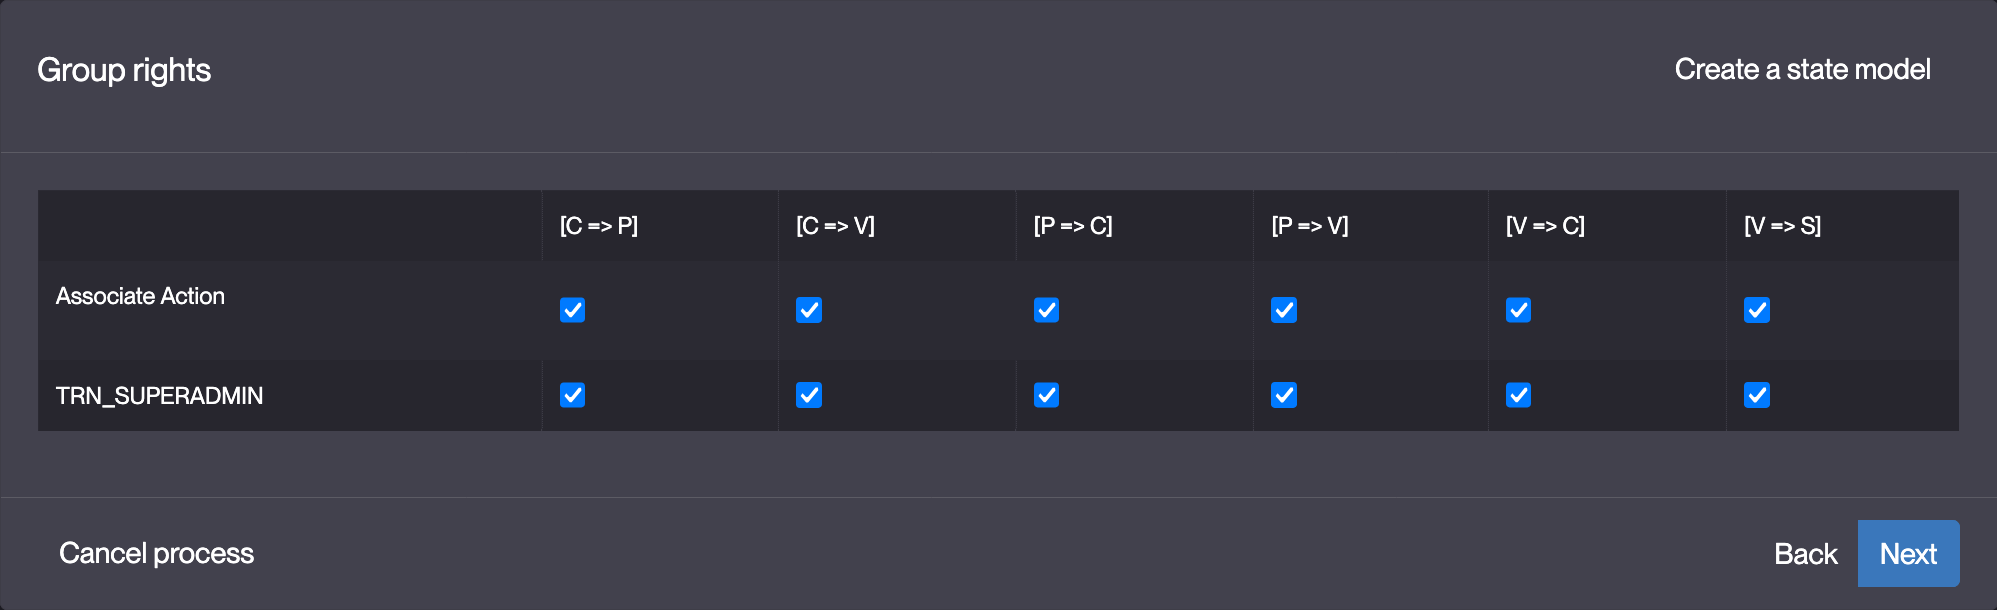 Group rights
Create a state model
[C => P] [C => V] [P => C] [P => V] [V => C] [V => S]
Associate Action
TRN_SUPERADMIN
Cancel process
Back Next